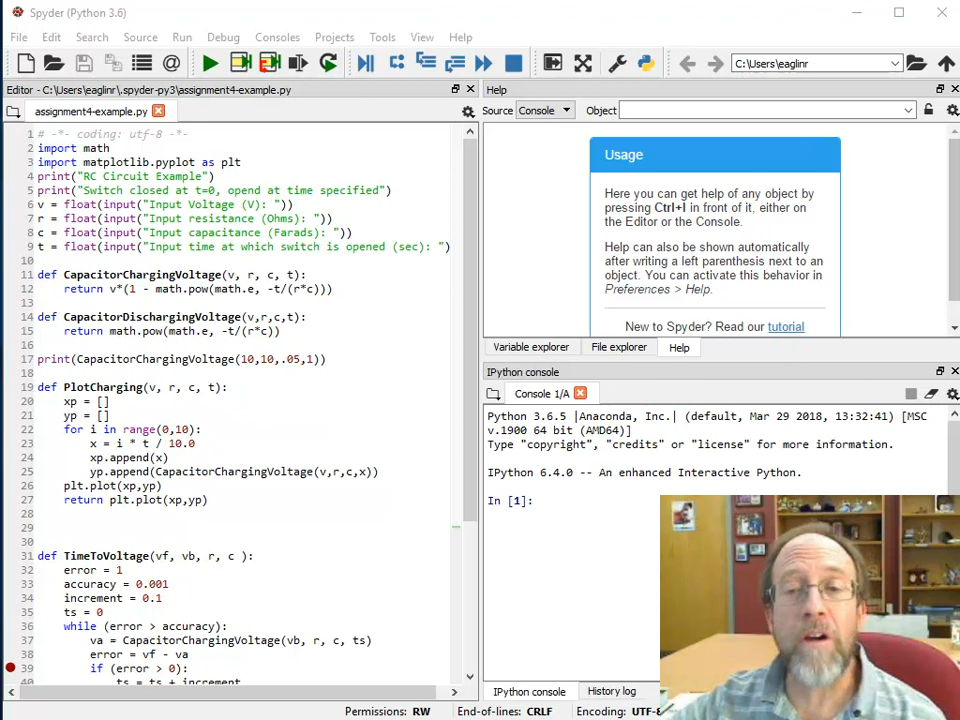 Spyder (Python 3.6)
File Edit Search Source Run Debug Consoles Projects Tools View Help
C:\Users\eaglinr
Editor - C:\Users\eaglinr\.spyder-py3\assignment4-example.py
assignment4-example.py
1 # -*- coding: utf-8 -*-
2 import math
3 import matplotlib.pyplot as plt
4 print("RC Circuit Example")
5 print("Switch closed at t=0, opend at time specified")
6 v = float(input("Input Voltage (V): "))
7 r = float(input("Input resistance (Ohms): "))
8 c = float(input("Input capacitance (Farads): "))
9 t = float(input("Input time at which switch is opened (sec): ")
10
11 def CapacitorChargingVoltage(v, r, c, t):
12 return v*(1 - math.pow(math.e, -t/(r*c)))
13
14 def CapacitorDischargingVoltage(v,r,c,t):
15 return math.pow(math.e, -t/(r*c))
16
17 print(CapacitorChargingVoltage(10,10,.05,1))
18
19 def PlotCharging(v, r, c, t):
20 xp = []
21 yp = []
22 for i in range(0,10):
23 x = i * t / 10.0
24 xp.append(x)
25 yp.append(CapacitorChargingVoltage(v,r,c,x))
26 plt.plot(xp,yp)
27 return plt.plot(xp,yp)
28
29
30
31 def TimeToVoltage(vf, vb, r, c ):
32 error = 1
33 accuracy = 0.001
34 increment = 0.1
35 ts = 0
36 while (error > accuracy):
37 va = CapacitorChargingVoltage(vb, r, c, ts)
38 error = vf - va
39 if (error > 0):
40 ts = ts + increment
Help
Source Console Object
Usage
Here you can get help of any object by
pressing Ctrl+I in front of it, either on
the Editor or the Console.
Help can also be shown automatically
after writing a left parenthesis next to an
object. You can activate this behavior in
Preferences > Help.
New to Spyder? Read our tutorial
Variable explorer File explorer Help
IPython console
Console 1/A
Python 3.6.5 |Anaconda, Inc.| (default, Mar 29 2018, 13:32:41) [MSC
v.1900 64 bit (AMD64)]
Type "copyright", "credits" or "license" for more information.
IPython 6.4.0 -- An enhanced Interactive Python.
In [1]:
IPython console History log
Permissions: RW End-of-lines: CRLF Encoding: UTF-8